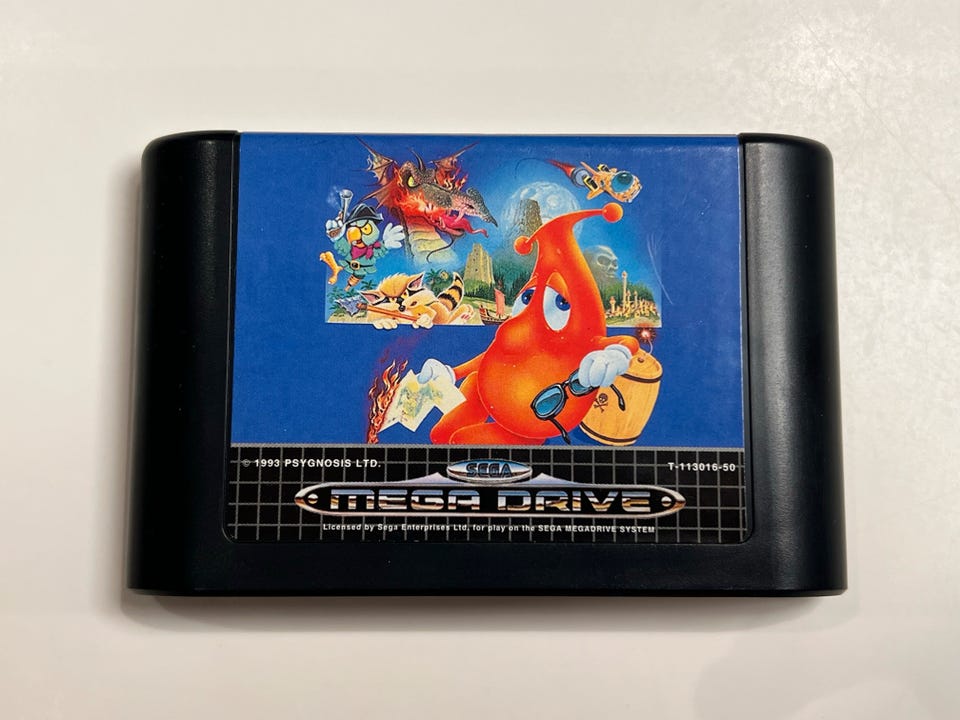 © 1993 PSYGNOSIS LTD.
T-113016-50
SEGA
MEGA DRIVE
Licensed by Sega Enterprises Ltd. for play on the SEGA MEGADRIVE SYSTEM